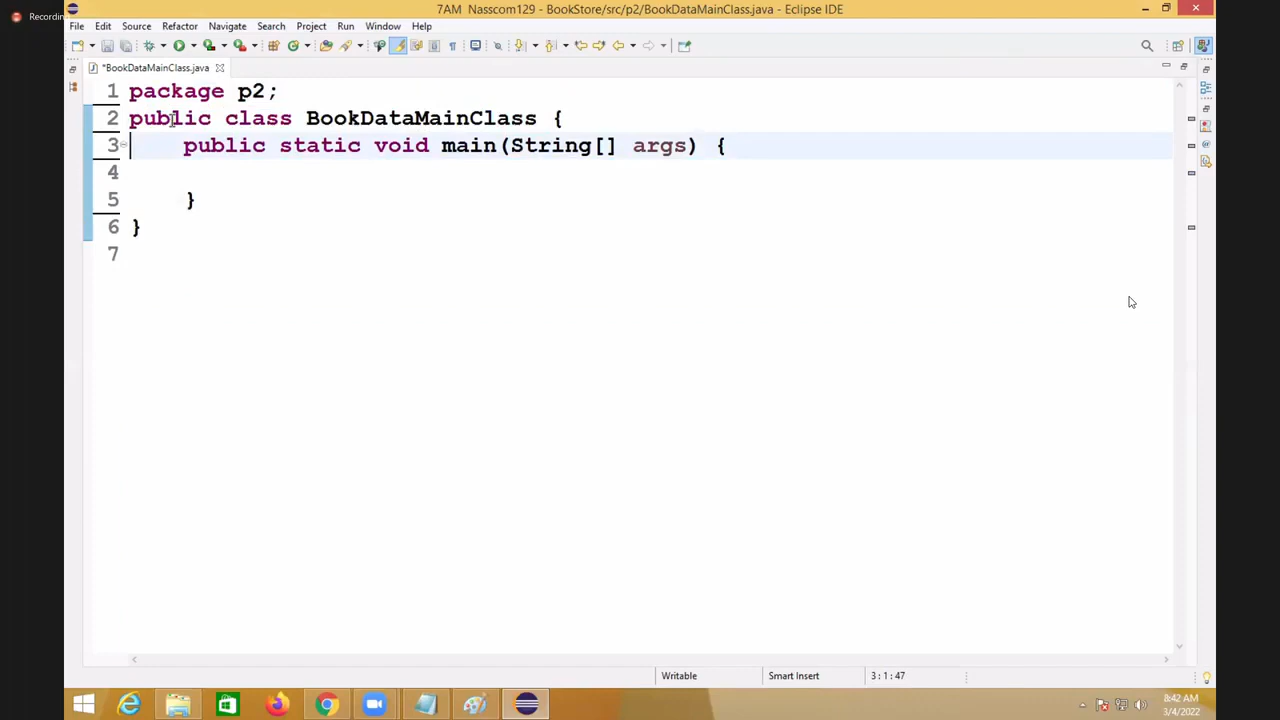 Recording
7AM Nasscom129 - BookStore/src/p2/BookDataMainClass.java - Eclipse IDE
File Edit Source Refactor Navigate Search Project Run Window Help
*BookDataMainClass.java
1 package p2;
2 public class BookDataMainClass {
3 public static void main(String[] args) {
4
5 }
6 }
7
Writable Smart Insert 3 : 1 : 47
8:42 AM
3/4/2022